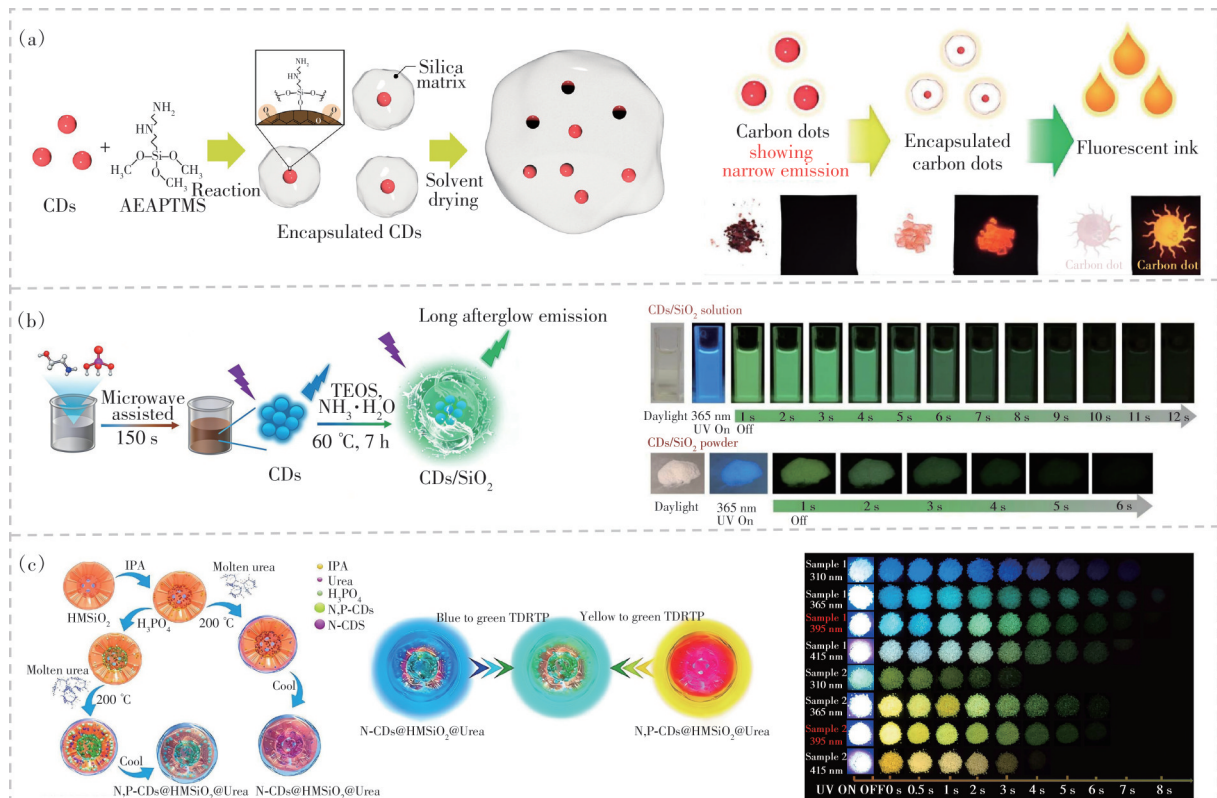 (a)
NH₂
HN
Si
O
Silica
matrix
NH₂
HN
CDs
+
H₃CO
Si
OCH₃
OCH₃
AEAPTMS
Reaction
Encapsulated CDs
Solvent
drying
Carbon dots
showing
narrow emission
Encapsulated
carbon dots
Fluorescent ink
Carbon dot
Carbon dot
(b)
Microwave
assisted
150 s
CDs
TEOS,
NH₃·H₂O
60 ℃, 7 h
Long afterglow emission
CDs/SiO₂
CDs/SiO₂ solution
Daylight 365 nm 1 s 2 s 3 s 4 s 5 s 6 s 7 s 8 s 9 s 10 s 11 s 12 s
UV On Off
CDs/SiO₂ powder
Daylight 365 nm 1 s 2 s 3 s 4 s 5 s 6 s
UV On Off
(c)
HMSiO₂
IPA
Molten urea
H₃PO₄
200 ℃
Molten urea
200 ℃
Cool
Cool
N,P-CDs@HMSiO₂@Urea
N-CDs@HMSiO₂@Urea
IPA
Urea
H₃PO₄
N,P-CDs
N-CDS
Blue to green TDRTP
Yellow to green TDRTP
N-CDs@HMSiO₂@Urea
N,P-CDs@HMSiO₂@Urea
Sample 1
310 nm
Sample 1
365 nm
Sample 1
395 nm
Sample 1
415 nm
Sample 2
310 nm
Sample 2
365 nm
Sample 2
395 nm
Sample 2
415 nm
UV ON OFF 0 s 0.5 s 1 s 2 s 3 s 4 s 5 s 6 s 7 s 8 s